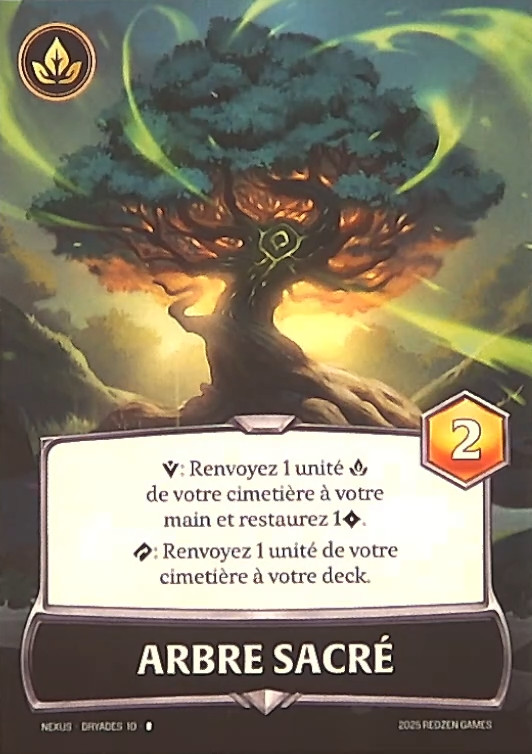 2
: Renvoyez 1 unité
de votre cimetière à votre
main et restaurez 1.
: Renvoyez 1 unité de votre
cimetière à votre deck.
ARBRE SACRÉ
NEXUS DRYADES 10
2025 REDZEN GAMES